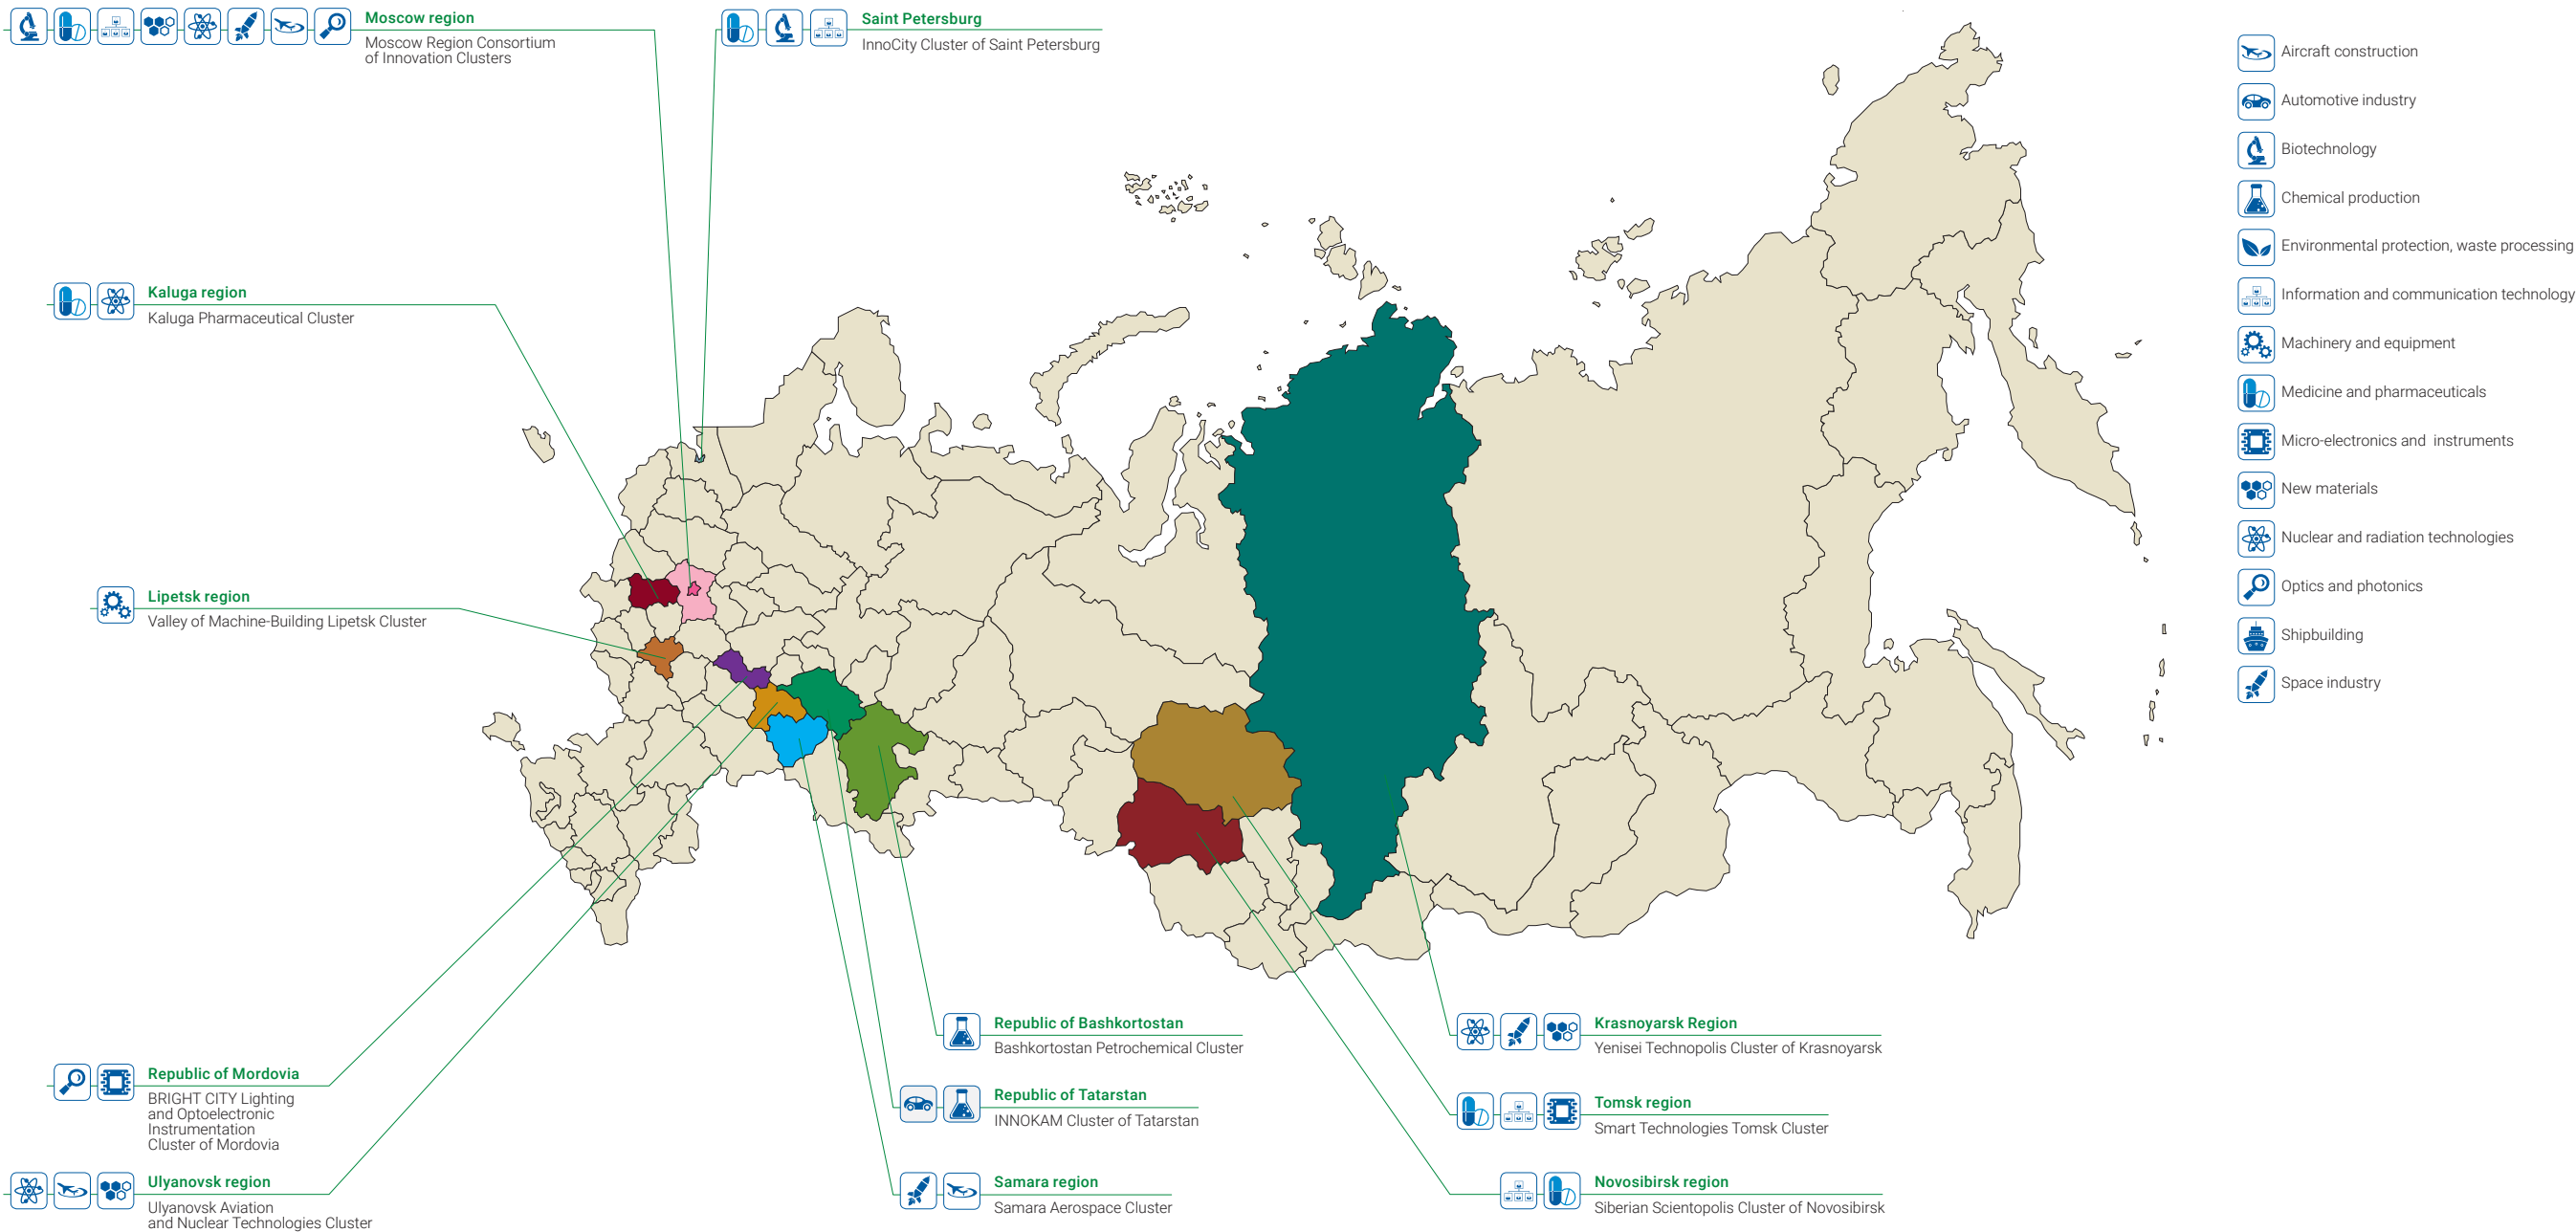 Moscow region
Moscow Region Consortium
of Innovation Clusters
Saint Petersburg
InnoCity Cluster of Saint Petersburg
Kaluga region
Kaluga Pharmaceutical Cluster
Lipetsk region
Valley of Machine-Building Lipetsk Cluster
Republic of Mordovia
BRIGHT CITY Lighting
and Optoelectronic
Instrumentation
Cluster of Mordovia
Ulyanovsk region
Ulyanovsk Aviation
and Nuclear Technologies Cluster
Republic of Bashkortostan
Bashkortostan Petrochemical Cluster
Republic of Tatarstan
INNOKAM Cluster of Tatarstan
Samara region
Samara Aerospace Cluster
Krasnoyarsk Region
Yenisei Technopolis Cluster of Krasnoyarsk
Tomsk region
Smart Technologies Tomsk Cluster
Novosibirsk region
Siberian Scientopolis Cluster of Novosibirsk
Aircraft construction
Automotive industry
Biotechnology
Chemical production
Environmental protection, waste processing
Information and communication technology
Machinery and equipment
Medicine and pharmaceuticals
Micro-electronics and instruments
New materials
Nuclear and radiation technologies
Optics and photonics
Shipbuilding
Space industry